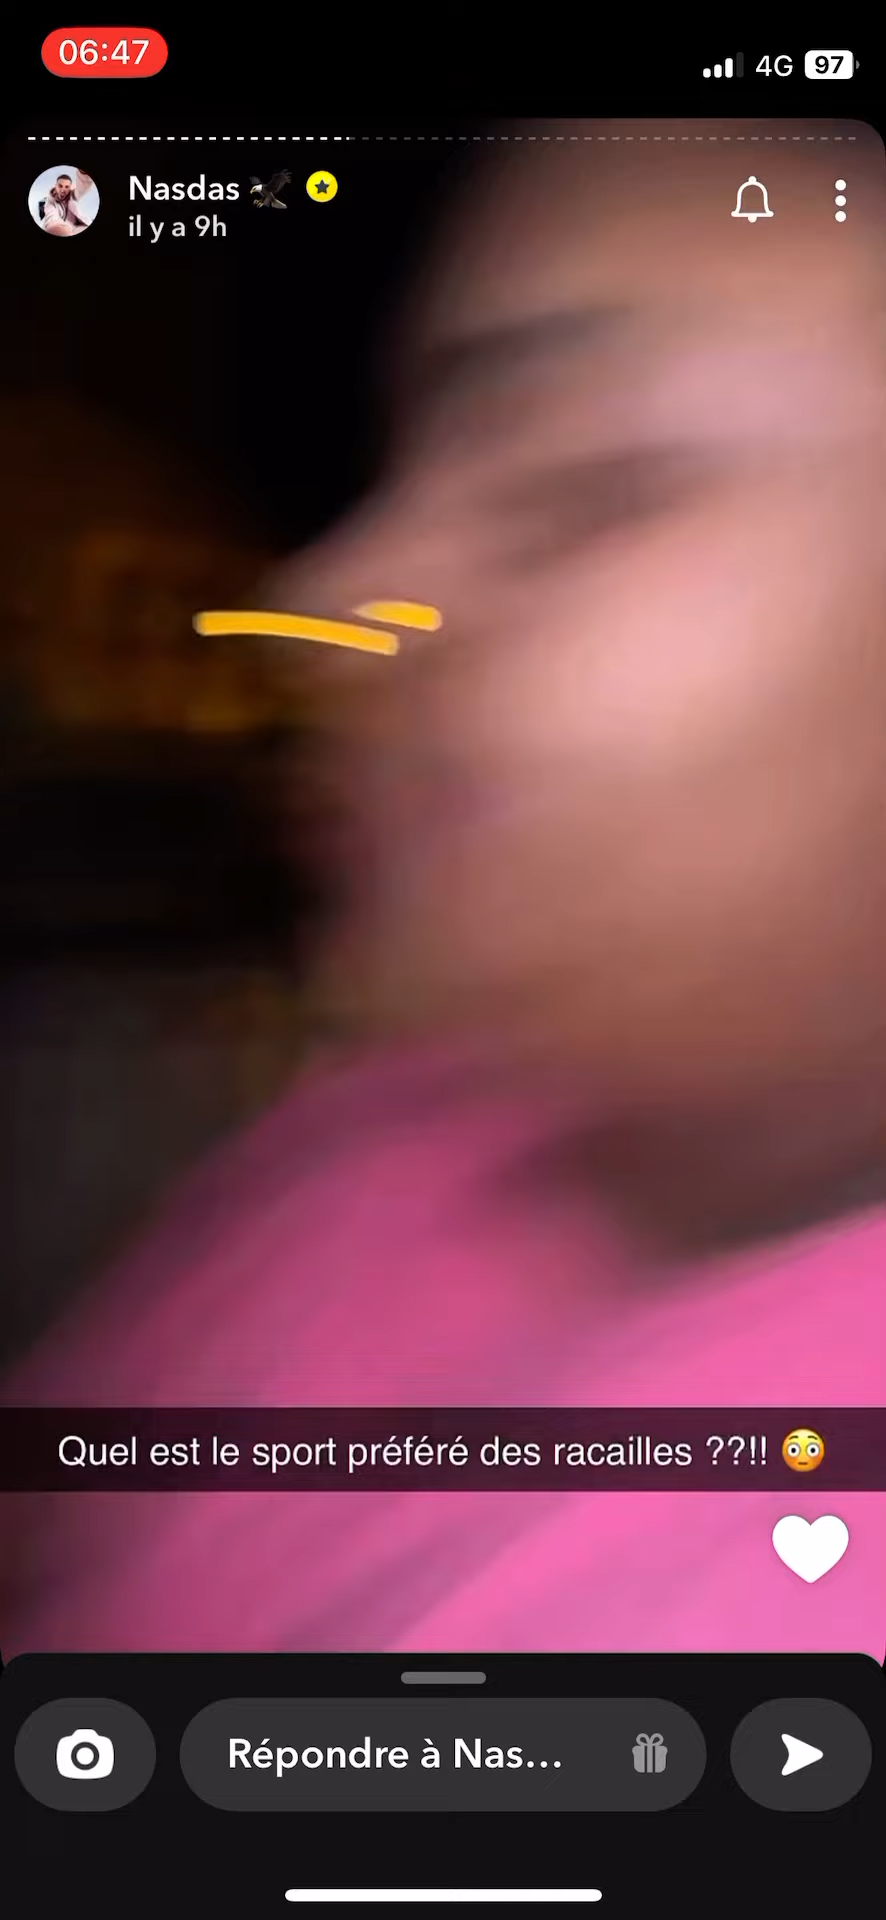 06:47
4G 97
Nasdas
il y a 9h
Quel est le sport préféré des racailles ??!! 😳
Répondre à Nas...